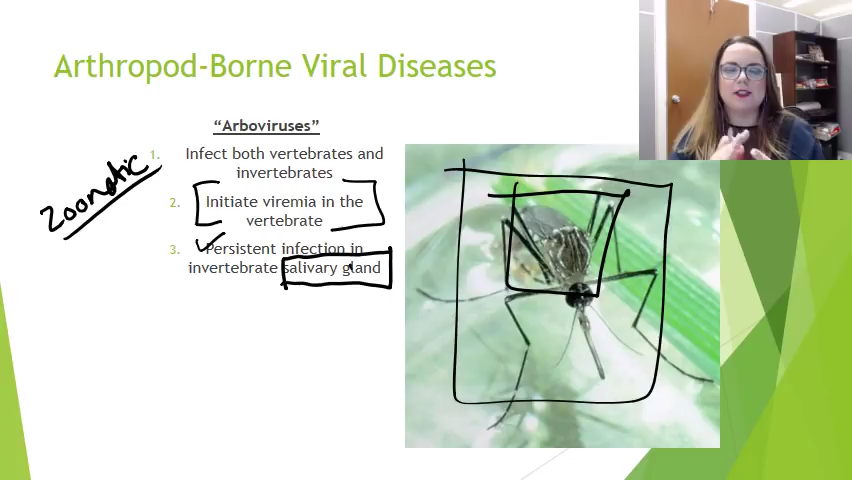 Arthropod-Borne Viral Diseases
"Arboviruses"
1. Infect both vertebrates and
invertebrates
2. Initiate viremia in the
vertebrate
3. Persistent infection in
invertebrate salivary gland
Zoonotic